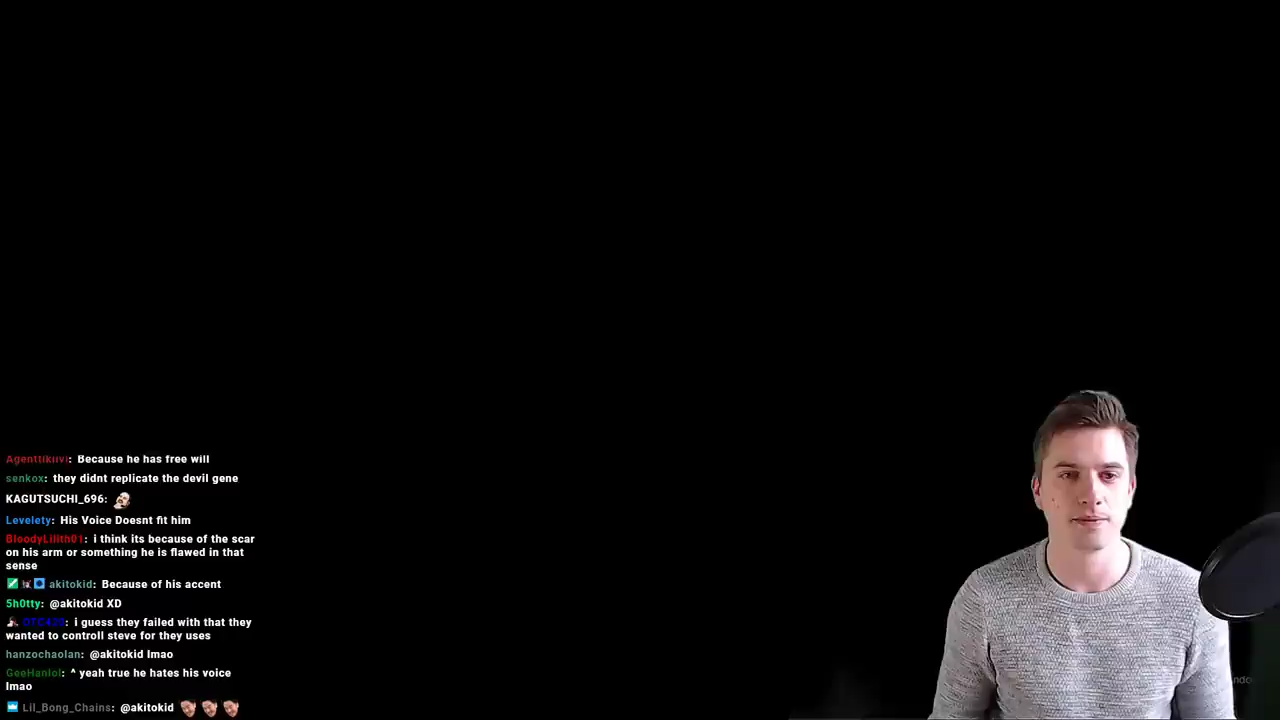 Because he has free will
senkox: they didnt replicate the devil gene
KAGUTSUCHI_696:
Levelety: His Voice Doesnt fit him
BloodyLilith01: i think its because of the scar
on his arm or something he is flawed in that
sense
akitokid: Because of his accent
5h0tty: @akitokid XD
i guess they failed with that they
wanted to controll steve for they uses
hanzochaolan: @akitokid lmao
GeeHanlol: ^ yeah true he hates his voice
lmao
Lil_Bong_Chains: @akitokid